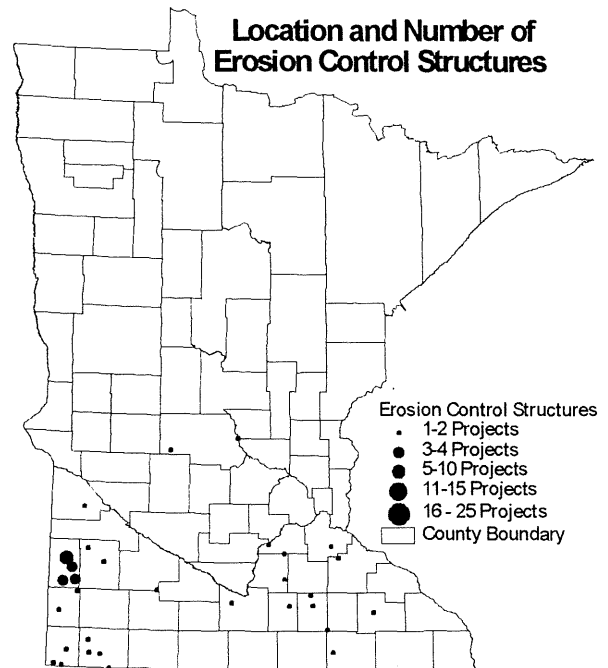 Location and Number of
Erosion Control Structures
Erosion Control Structures
1-2 Projects
3-4 Projects
5-10 Projects
11-15 Projects
16 - 25 Projects
County Boundary